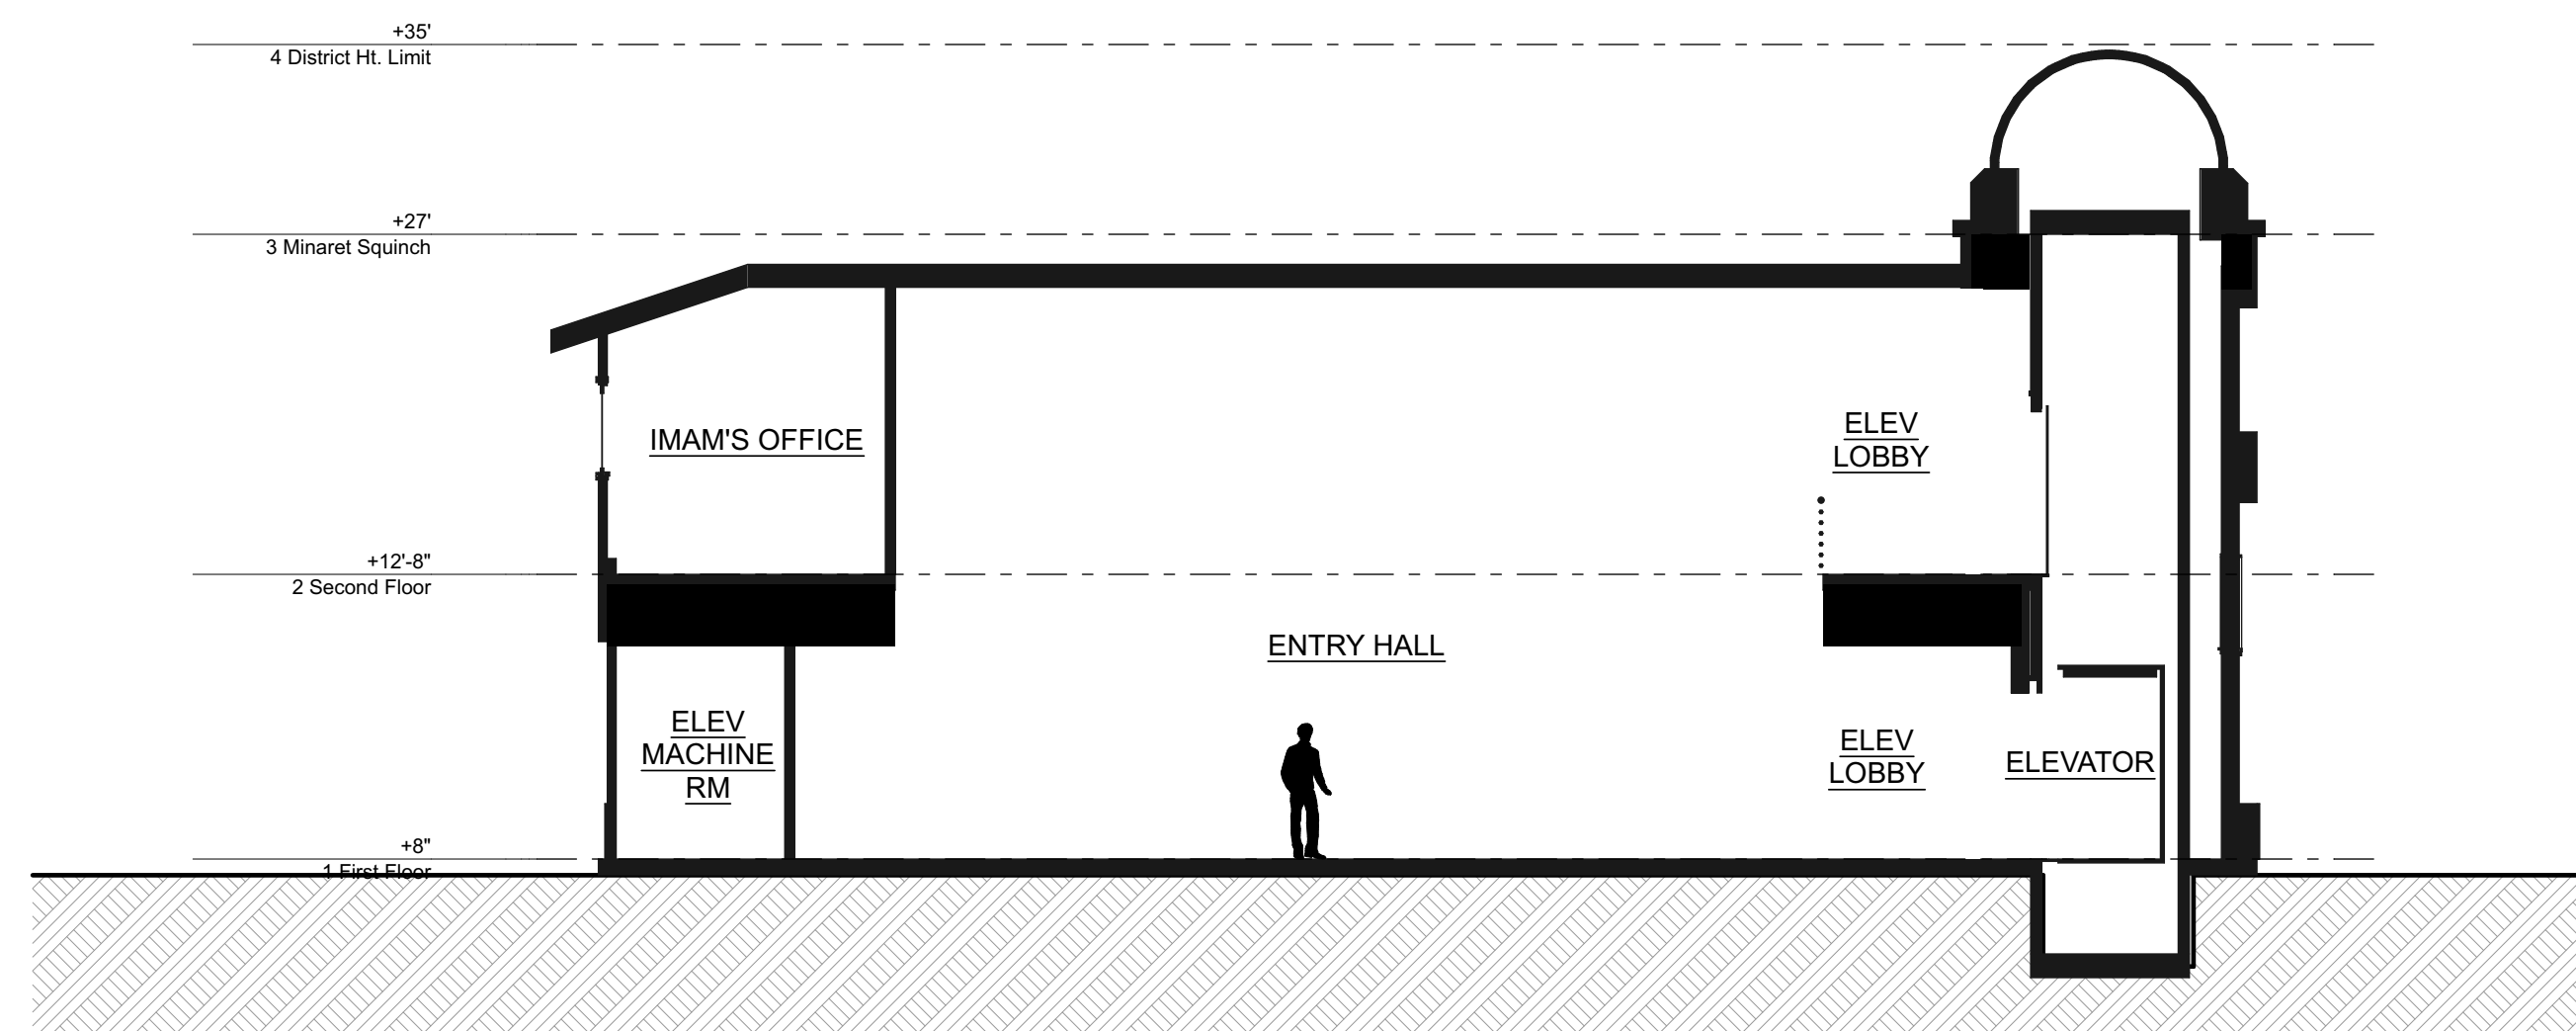 +35'
4 District Ht. Limit
+27'
3 Minaret Squinch
IMAM'S OFFICE
ELEV
LOBBY
+12'-8"
2 Second Floor
ENTRY HALL
ELEV
MACHINE
RM
ELEV
LOBBY
ELEVATOR
+8"
1 First Floor